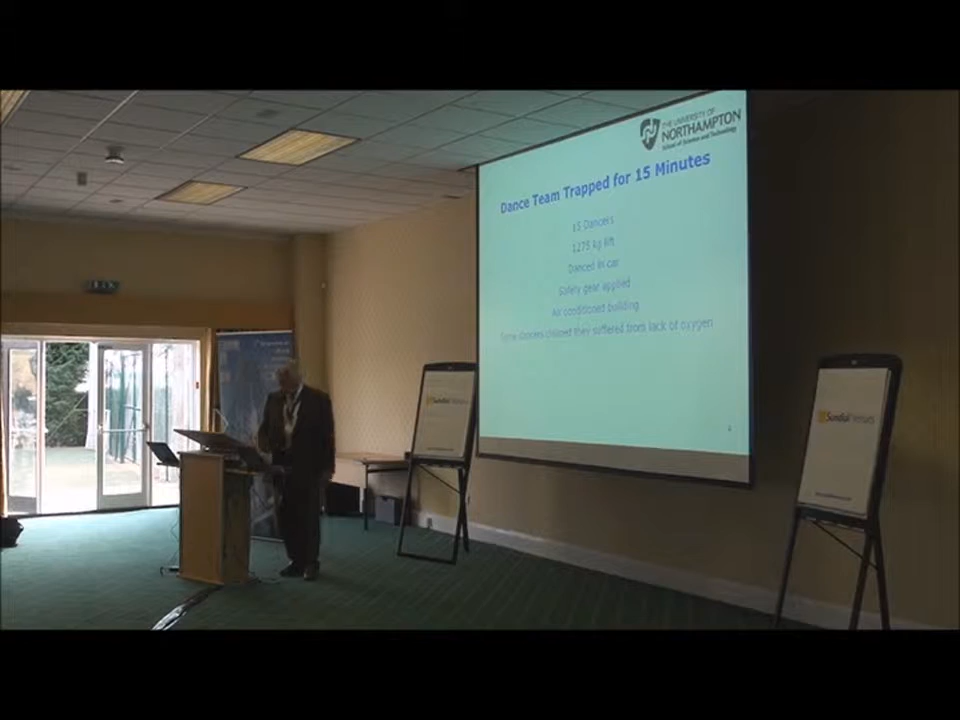 THE UNIVERSITY OF
NORTHAMPTON
School of Science and Technology
Dance Team Trapped for 15 Minutes
15 Dancers
1275 kg lift
Danced in car
Safety gear applied
Air conditioned building
Some dancers claimed they suffered from lack of oxygen
SundialVenues
SundialVenues